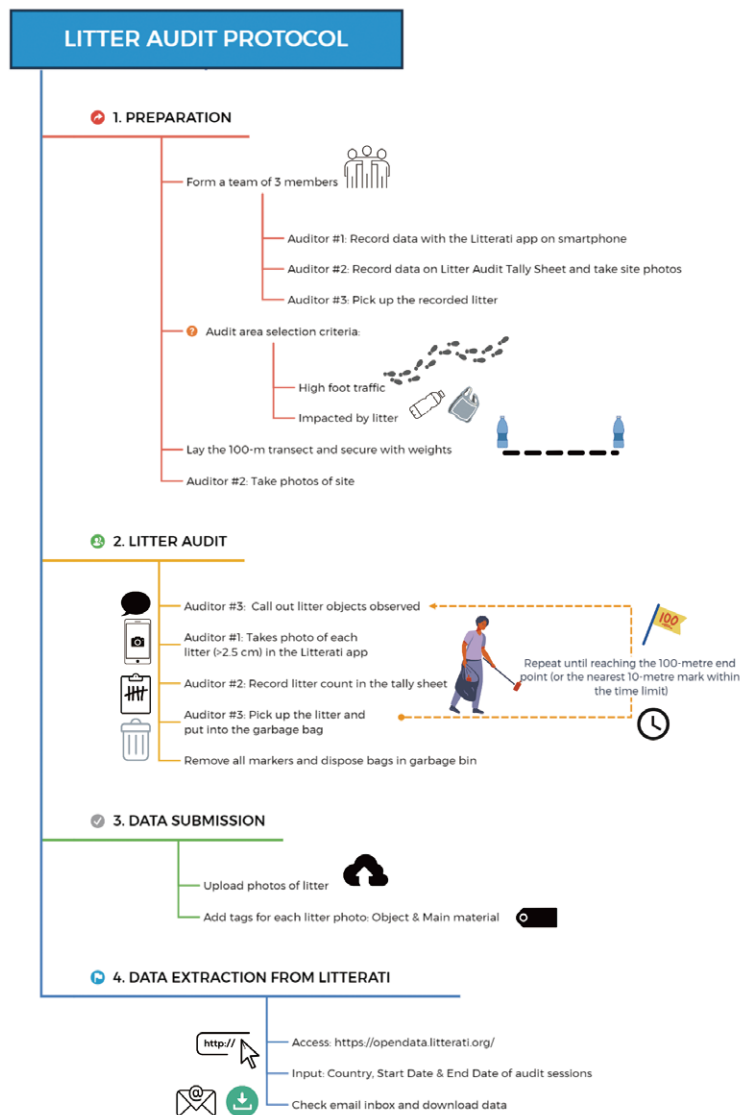 LITTER AUDIT PROTOCOL
1. PREPARATION
Form a team of 3 members
Auditor #1: Record data with the Litterati app on smartphone
Auditor #2: Record data on Litter Audit Tally Sheet and take site photos
Auditor #3: Pick up the recorded litter
? Audit area selection criteria:
High foot traffic
Impacted by litter
Lay the 100-m transect and secure with weights
Auditor #2: Take photos of site
2. LITTER AUDIT
Auditor #3: Call out litter objects observed
Auditor #1: Takes photo of each
litter (>2.5 cm) in the Litterati app
Auditor #2: Record litter count in the tally sheet
Auditor #3: Pick up the litter and
put into the garbage bag
100
Repeat until reaching the 100-metre end
point (or the nearest 10-metre mark within
the time limit)
Remove all markers and dispose bags in garbage bin
3. DATA SUBMISSION
Upload photos of litter
Add tags for each litter photo: Object & Main material
4. DATA EXTRACTION FROM LITTERATI
http://
Access: https://opendata.litterati.org/
Input: Country, Start Date & End Date of audit sessions
@
Check email inbox and download data